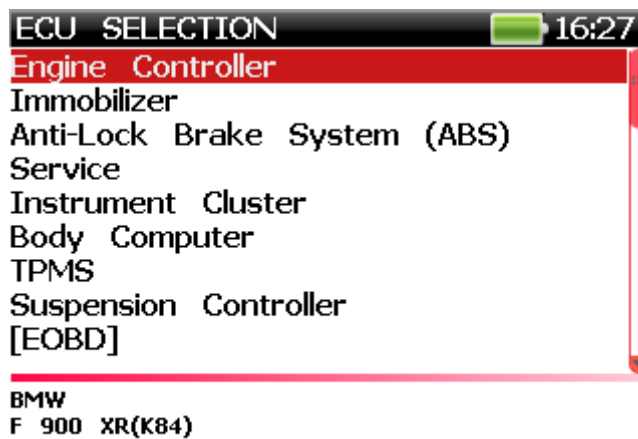 ECU SELECTION 16:27
Engine Controller
Immobilizer
Anti-Lock Brake System (ABS)
Service
Instrument Cluster
Body Computer
TPMS
Suspension Controller
[EOBD]
BMW
F 900 XR(K84)